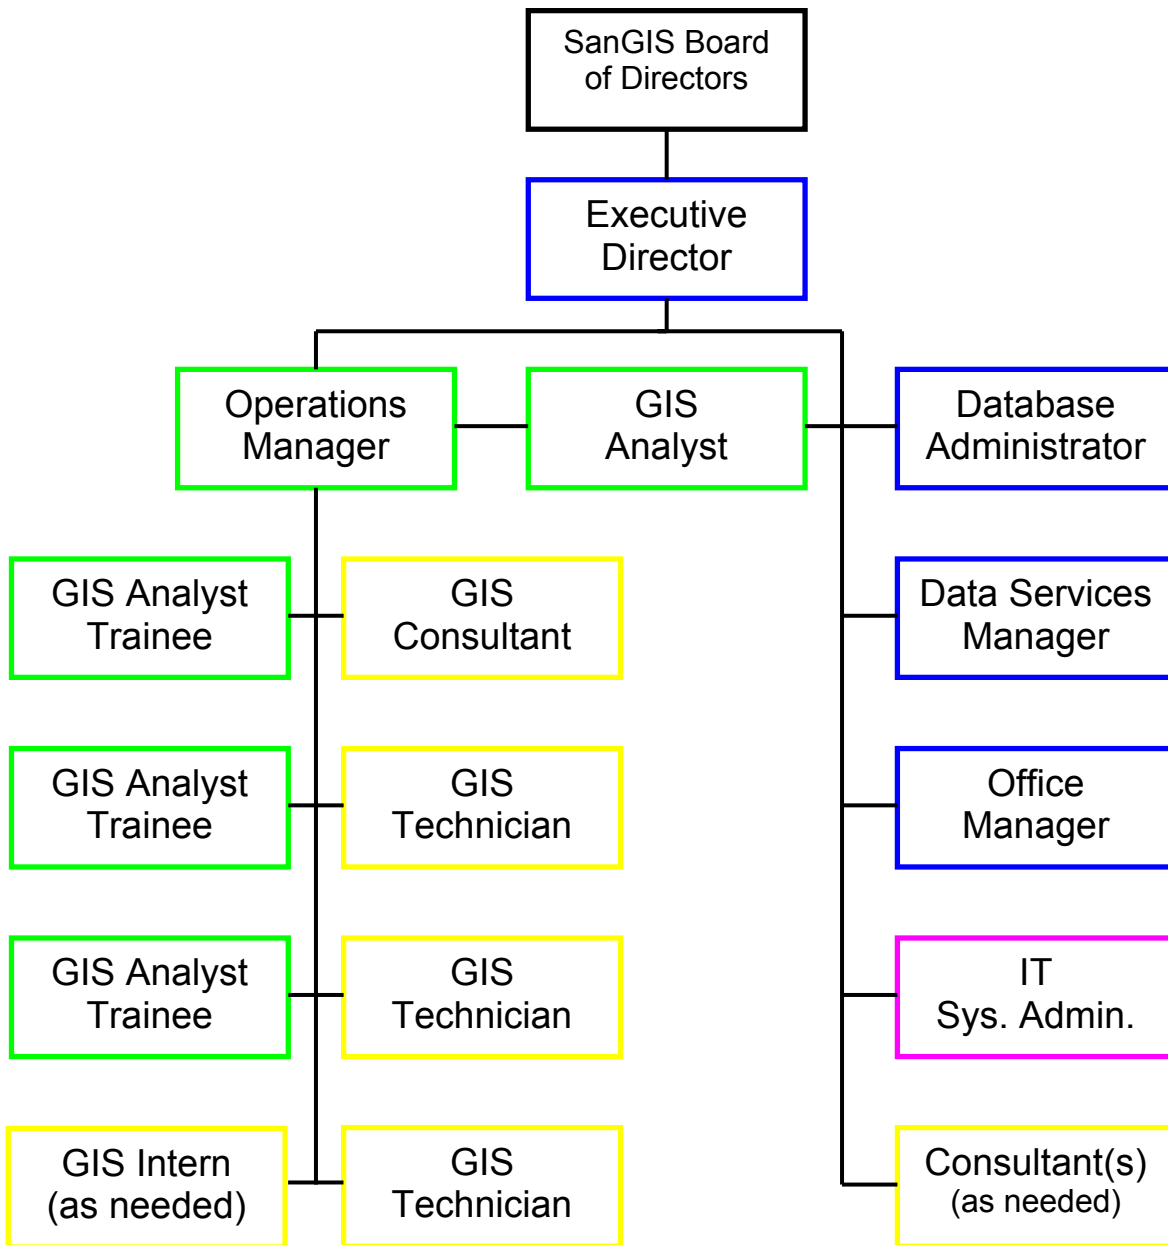 SanGIS Board
of Directors
Executive
Director
Operations
Manager
GIS
Analyst
Database
Administrator
GIS Analyst
Trainee
GIS
Consultant
Data Services
Manager
GIS Analyst
Trainee
GIS
Technician
Office
Manager
GIS Analyst
Trainee
GIS
Technician
IT
Sys. Admin.
GIS Intern
(as needed)
GIS
Technician
Consultant(s)
(as needed)